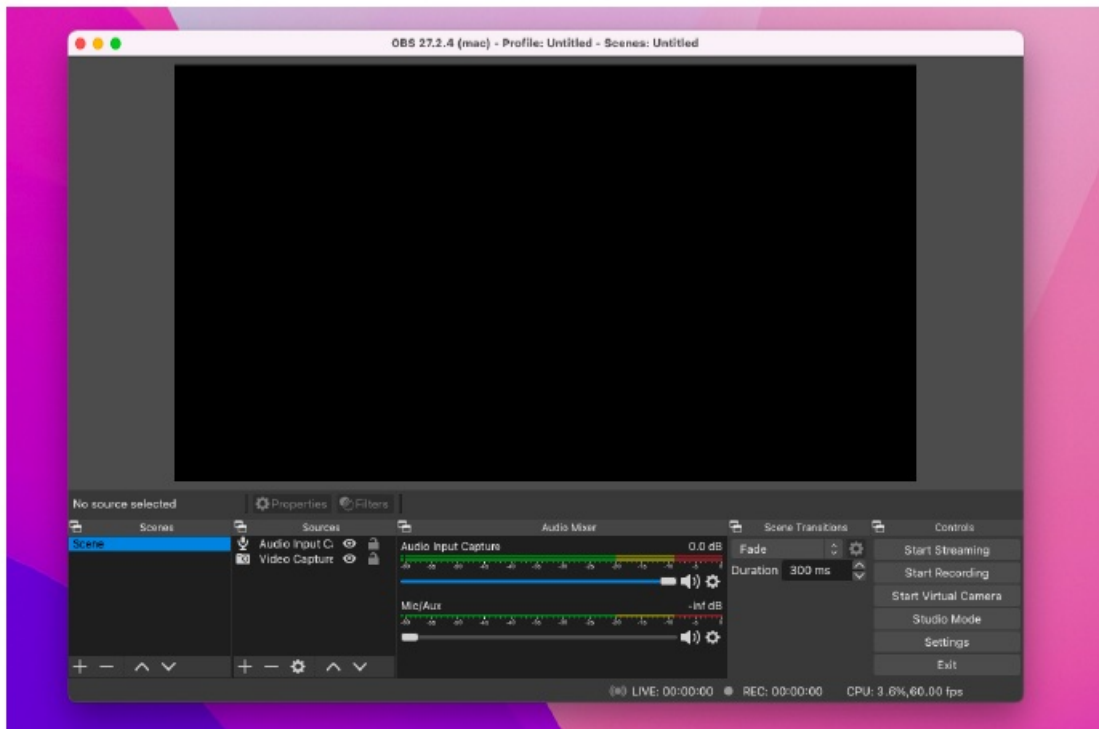 OBS 27.2.4 (mac) - Profile: Untitled - Scenes: Untitled
No source selected
Properties
Filters
Scenes
Sources
Audio Mixer
Scene Transitions
Controls
Scene
Audio Input C
Video Capture
Audio Input Capture
0.0 dB
Mic/Aux
-inf dB
Fade
Duration 300 ms
Start Streaming
Start Recording
Start Virtual Camera
Studio Mode
Settings
Exit
LIVE: 00:00:00
REC: 00:00:00
CPU: 3.6%,60.00 fps